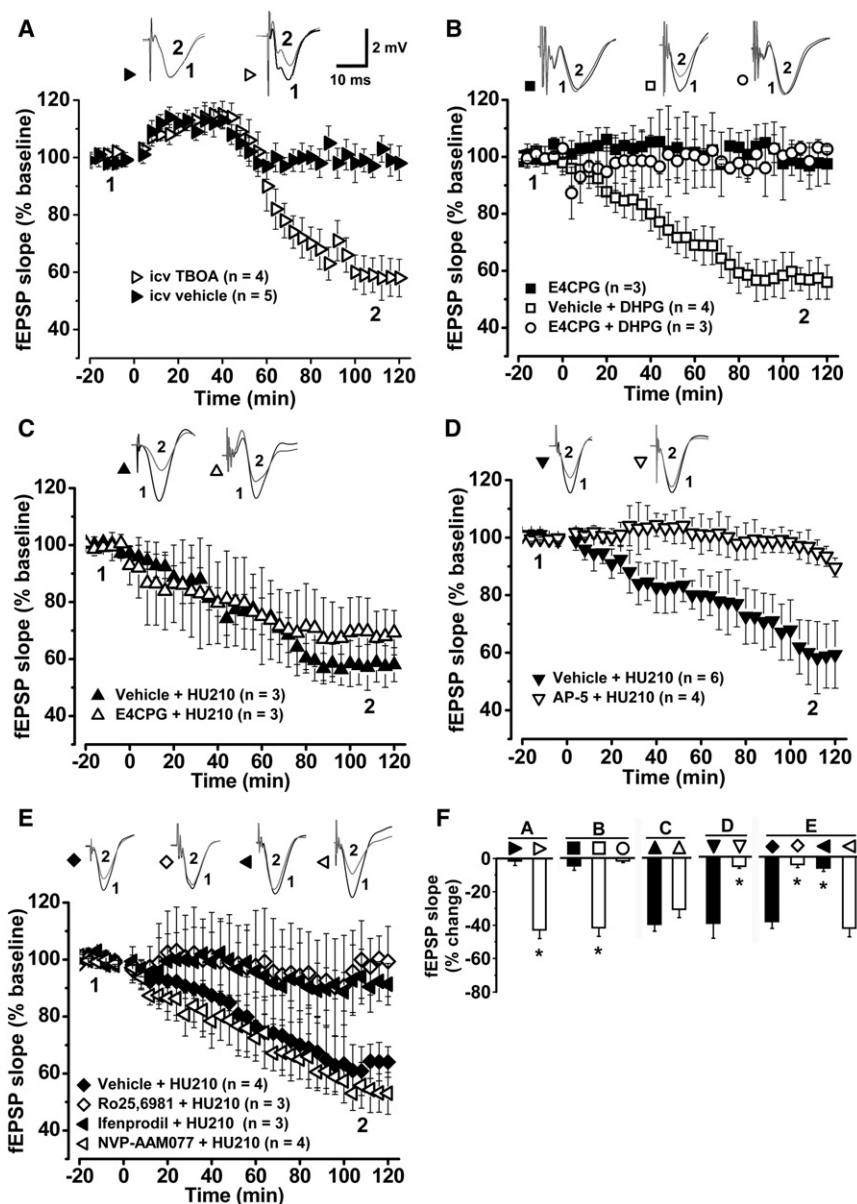 A
2
1
2
1
2 mV
10 ms
fEPSP slope (% baseline)
120
100
80
60
40
1
2
icv TBOA (n = 4)
icv vehicle (n = 5)
-20 0 20 40 60 80 100 120
Time (min)
B
2
1
2
1
2
1
fEPSP slope (% baseline)
120
100
80
60
40
1
2
E4CPG (n =3)
Vehicle + DHPG (n = 4)
E4CPG + DHPG (n = 3)
-20 0 20 40 60 80 100 120
Time (min)
C
2
1
2
1
fEPSP slope (% baseline)
120
100
80
60
40
1
2
Vehicle + HU210 (n = 3)
E4CPG + HU210 (n = 3)
-20 0 20 40 60 80 100 120
Time (min)
D
2
1
2
1
fEPSP slope (% baseline)
120
100
80
60
40
1
2
Vehicle + HU210 (n = 6)
AP-5 + HU210 (n = 4)
-20 0 20 40 60 80 100 120
Time (min)
E
2
1
2
1
2
1
2
1
fEPSP slope (% baseline)
120
100
80
60
40
1
2
Vehicle + HU210 (n = 4)
Ro25,6981 + HU210 (n = 3)
Ifenprodil + HU210 (n = 3)
NVP-AAM077 + HU210 (n = 4)
-20 0 20 40 60 80 100 120
Time (min)
F
A B C D E
fEPSP slope
(% change)
0
-20
-40
-60
-80
* * * * *